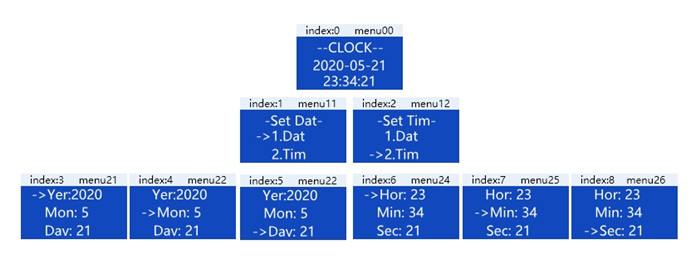 index:0 menu00
--CLOCK--
2020-05-21
23:34:21
index:1 menu11
-Set Dat-
->1.Dat
2.Tim
index:2 menu12
-Set Tim-
1.Dat
->2.Tim
index:3 menu21
->Yer:2020
Mon: 5
Dav: 21
index:4 menu22
Yer:2020
->Mon: 5
Dav: 21
index:5 menu22
Yer:2020
Mon: 5
->Dav: 21
index:6 menu24
->Hor: 23
Min: 34
Sec: 21
index:7 menu25
Hor: 23
->Min: 34
Sec: 21
index:8 menu26
Hor: 23
Min: 34
->Sec: 21